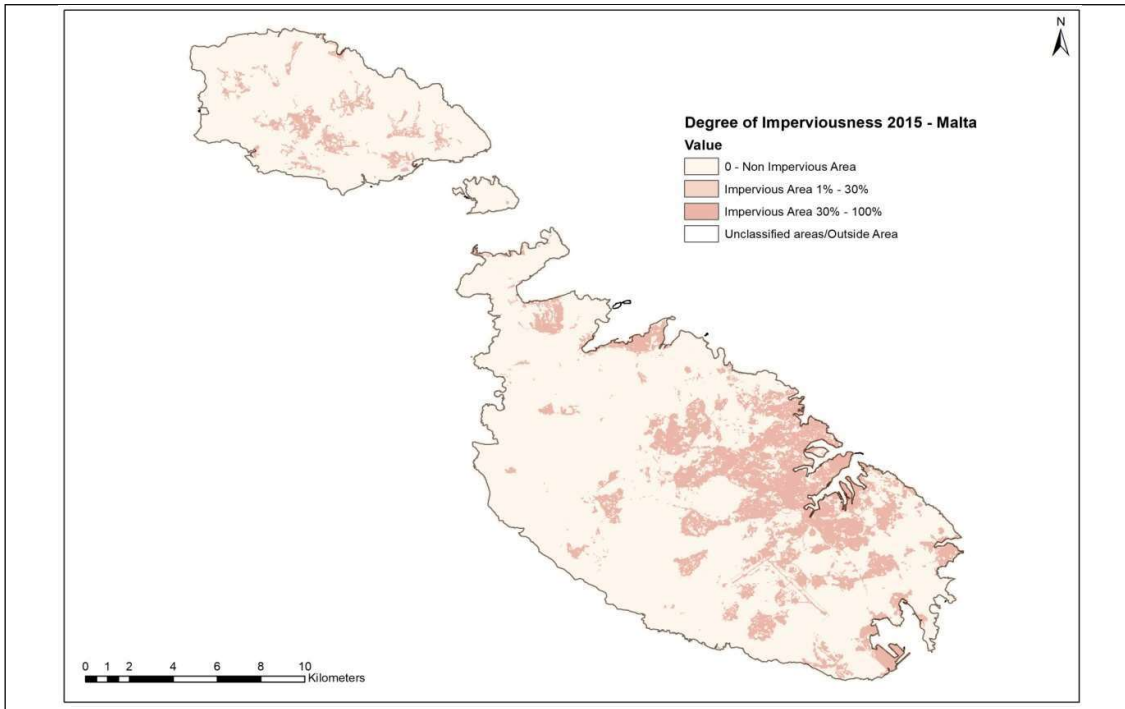 N
Degree of Imperviousness 2015 - Malta
Value
0 - Non Impervious Area
Impervious Area 1% - 30%
Impervious Area 30% - 100%
Unclassified areas/Outside Area
0 1 2 4 6 8 10
Kilometers